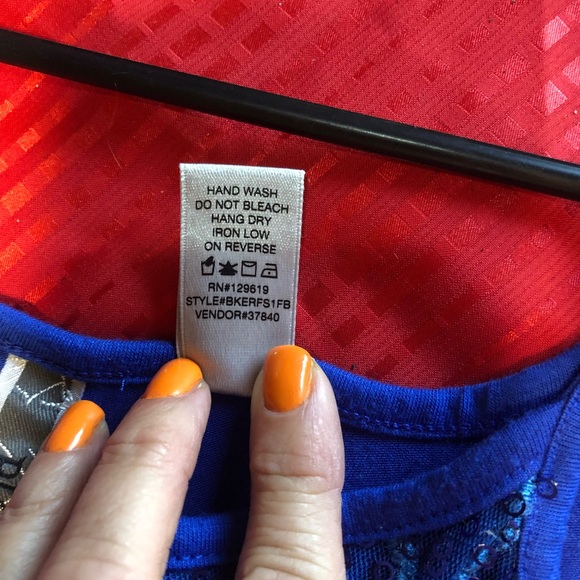 HAND WASH
DO NOT BLEACH
HANG DRY
IRON LOW
ON REVERSE
RN#129619
STYLE#BKERFS1FB
VENDOR#37840